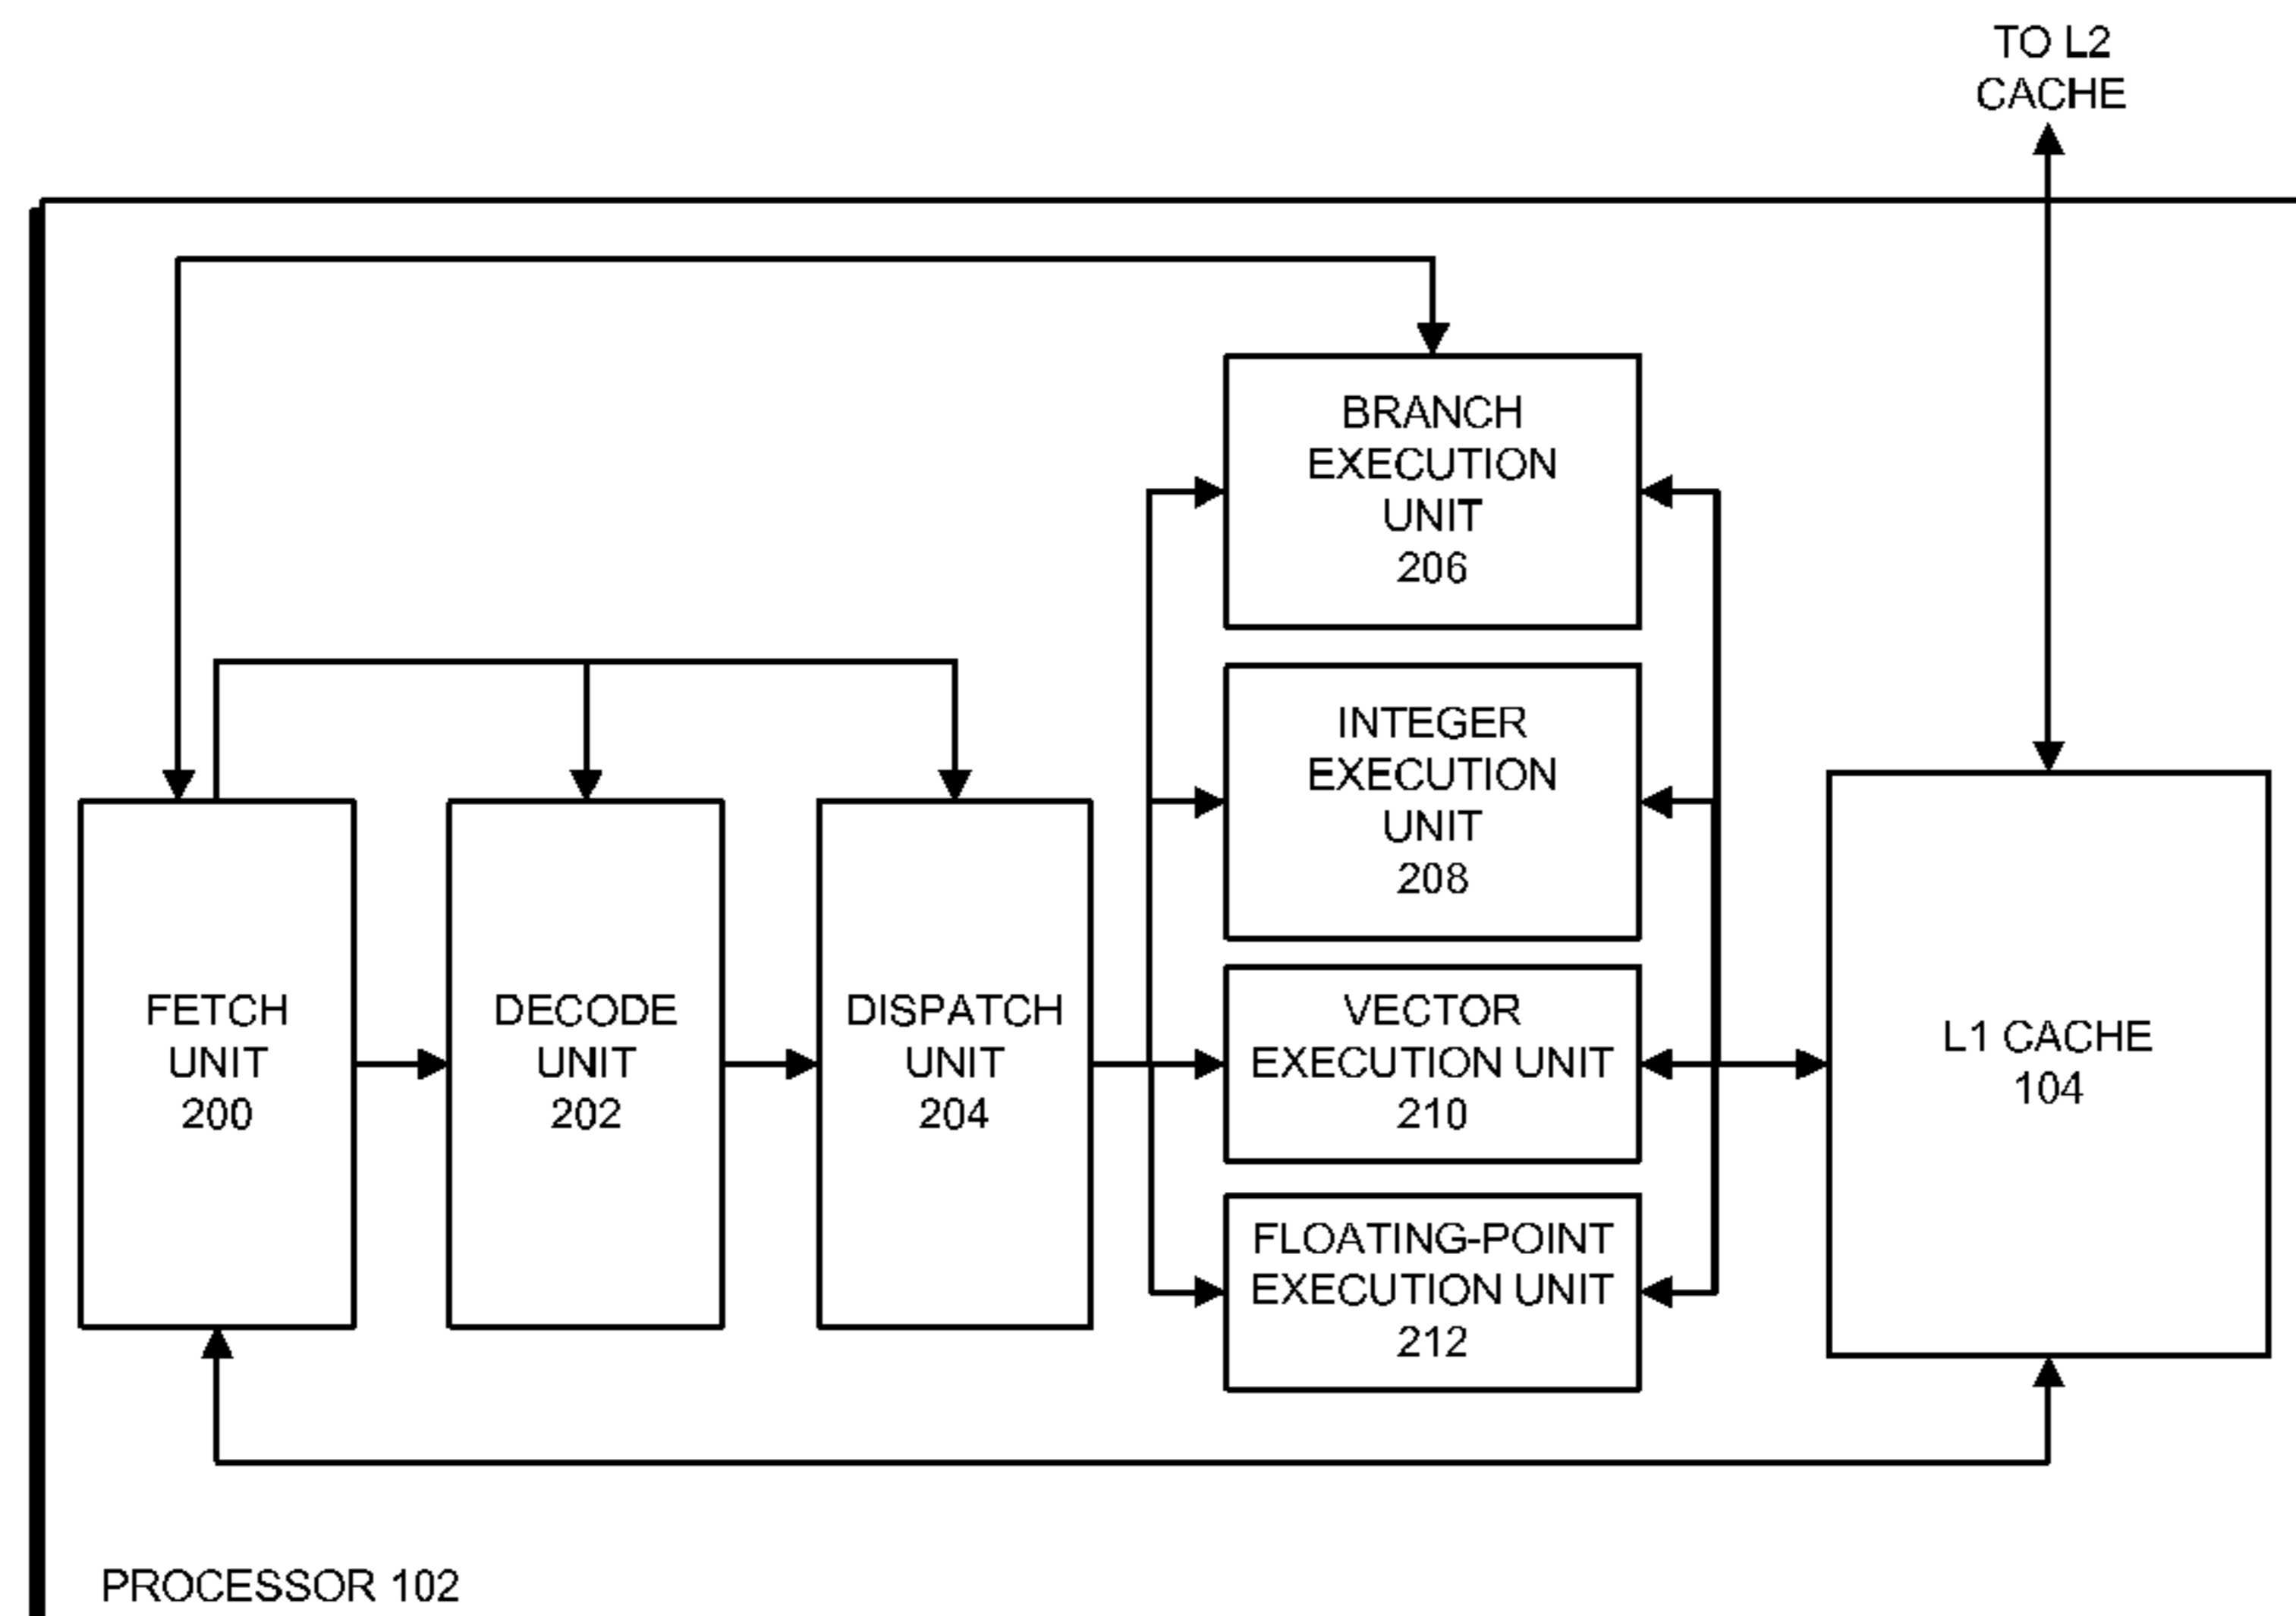 TO L2
CACHE
BRANCH
EXECUTION
UNIT
206
INTEGER
EXECUTION
UNIT
208
FETCH
UNIT
200
DECODE
UNIT
202
DISPATCH
UNIT
204
VECTOR
EXECUTION UNIT
210
L1 CACHE
104
FLOATING-POINT
EXECUTION UNIT
212
PROCESSOR 102